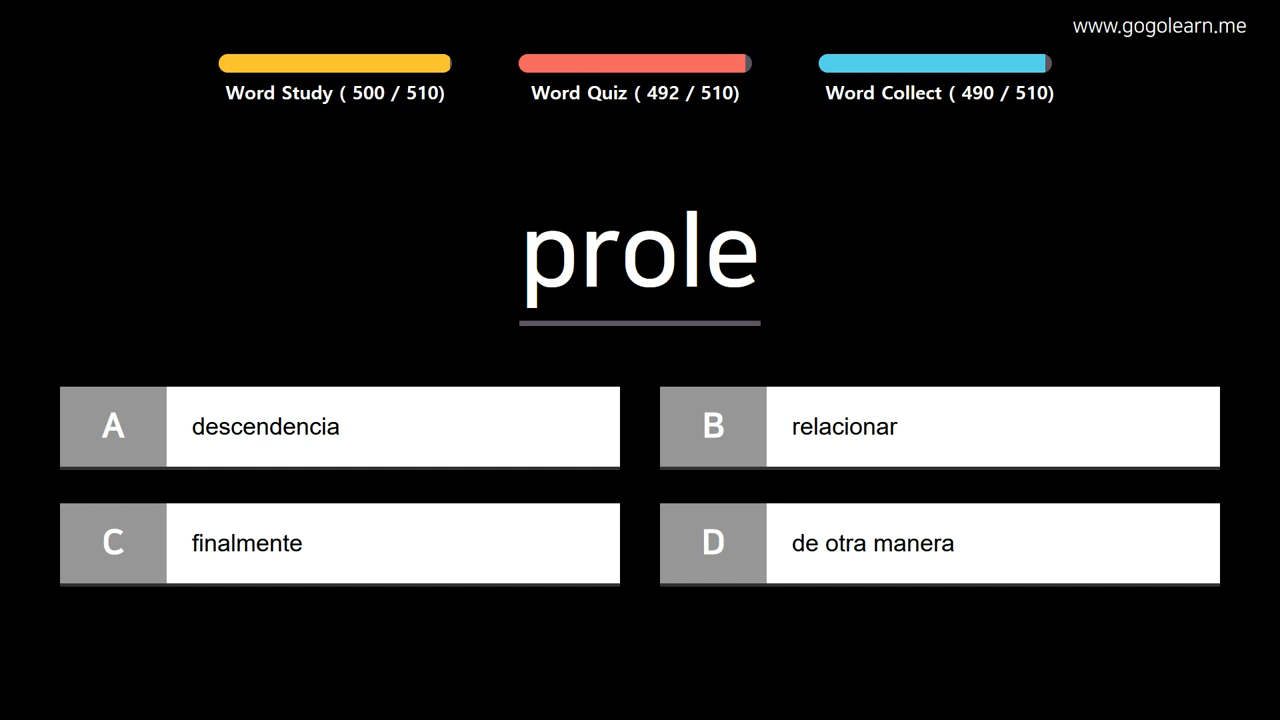 www.gogolearn.me
Word Study ( 500 / 510)
Word Quiz ( 492 / 510)
Word Collect ( 490 / 510)
prole
A descendencia
B relacionar
C finalmente
D de otra manera